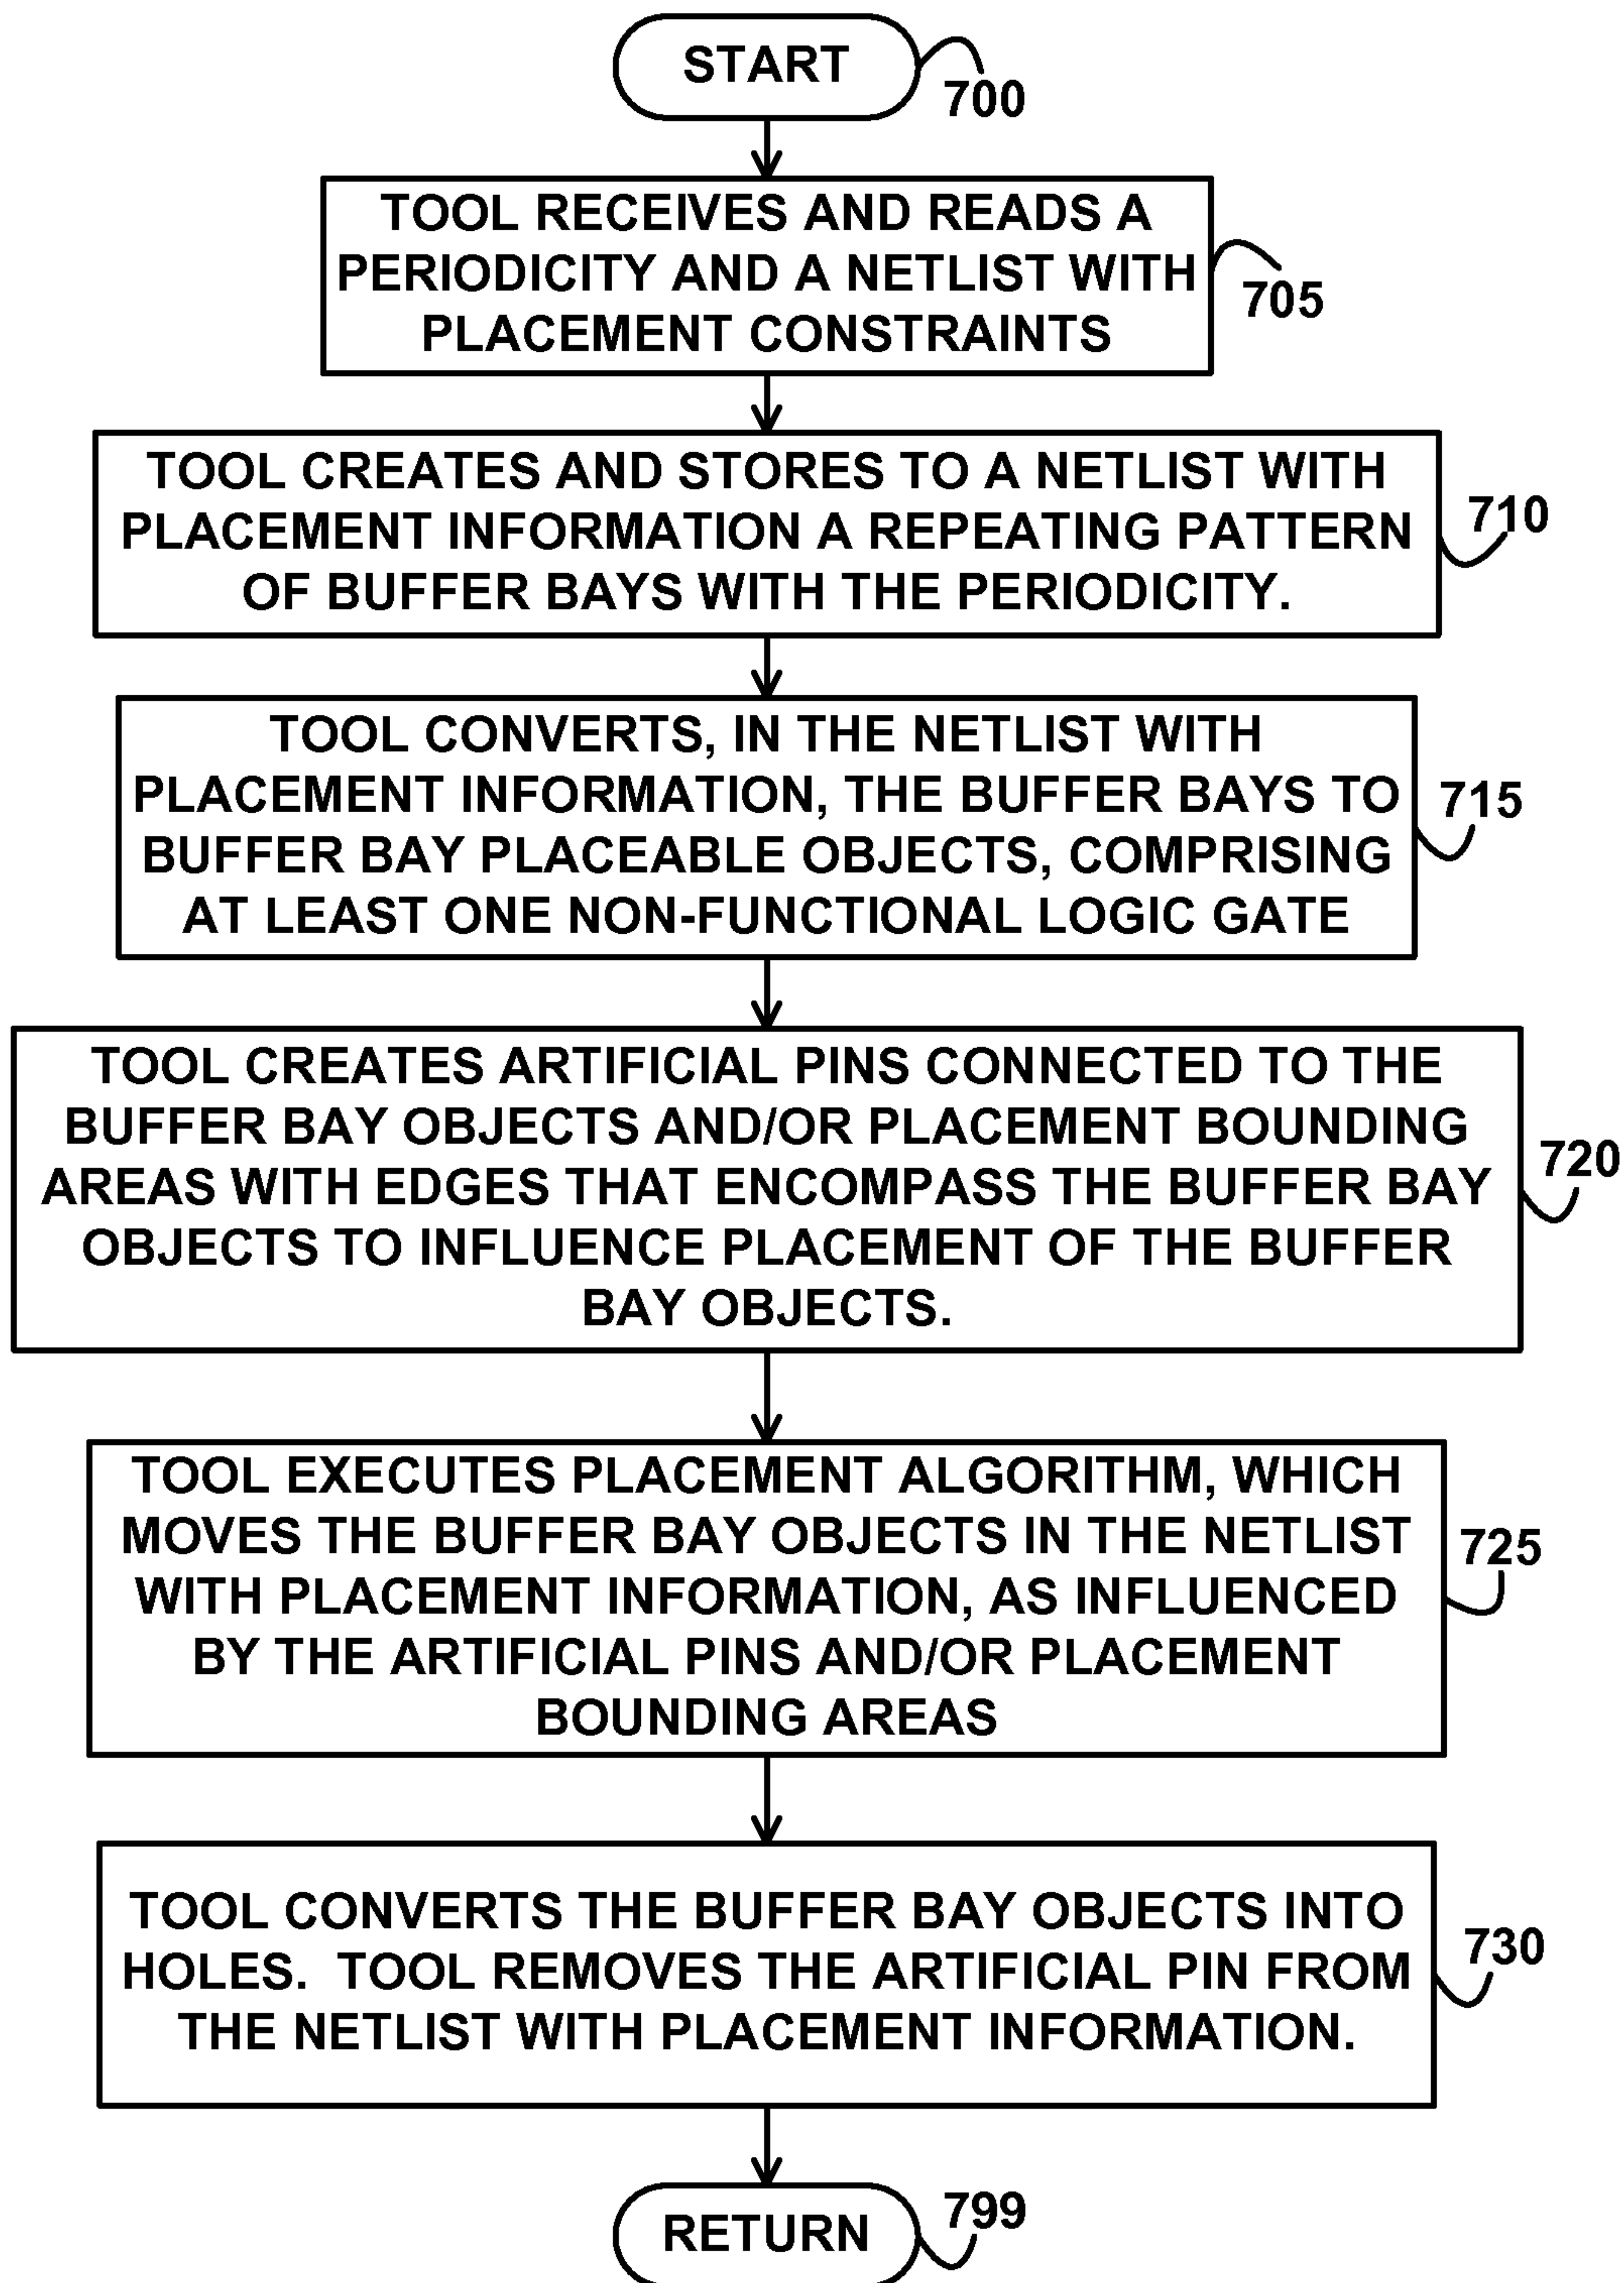 START
700
TOOL RECEIVES AND READS A
PERIODICITY AND A NETLIST WITH
PLACEMENT CONSTRAINTS
705
TOOL CREATES AND STORES TO A NETLIST WITH
PLACEMENT INFORMATION A REPEATING PATTERN
OF BUFFER BAYS WITH THE PERIODICITY.
710
TOOL CONVERTS, IN THE NETLIST WITH
PLACEMENT INFORMATION, THE BUFFER BAYS TO
BUFFER BAY PLACEABLE OBJECTS, COMPRISING
AT LEAST ONE NON-FUNCTIONAL LOGIC GATE
715
TOOL CREATES ARTIFICIAL PINS CONNECTED TO THE
BUFFER BAY OBJECTS AND/OR PLACEMENT BOUNDING
AREAS WITH EDGES THAT ENCOMPASS THE BUFFER BAY
OBJECTS TO INFLUENCE PLACEMENT OF THE BUFFER
BAY OBJECTS.
720
TOOL EXECUTES PLACEMENT ALGORITHM, WHICH
MOVES THE BUFFER BAY OBJECTS IN THE NETLIST
WITH PLACEMENT INFORMATION, AS INFLUENCED
BY THE ARTIFICIAL PINS AND/OR PLACEMENT
BOUNDING AREAS
725
TOOL CONVERTS THE BUFFER BAY OBJECTS INTO
HOLES. TOOL REMOVES THE ARTIFICIAL PIN FROM
THE NETLIST WITH PLACEMENT INFORMATION.
730
RETURN
799